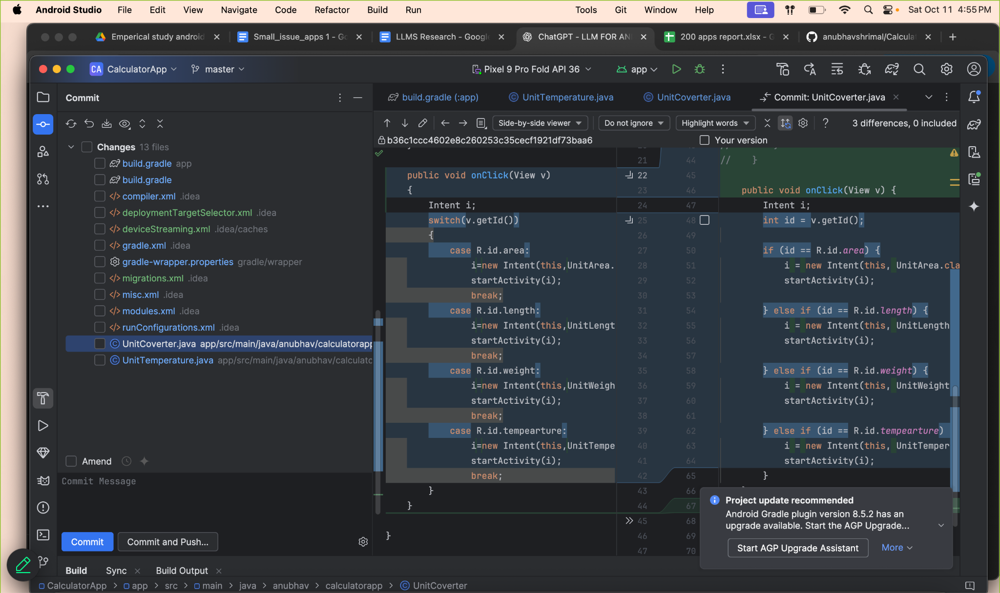 Android Studio File Edit View Navigate Code Refactor Build Run Tools Git Window Help Sat Oct 11 4:55 PM
Emperical study android Small_issue_apps 1 - Go LLMS Research - Google ChatGPT - LLM FOR AN 200 apps report.xlsx - G anubhavshrimal/Calcula
CA CalculatorApp master Pixel 9 Pro Fold API 36 app
Commit
build.gradle (:app) UnitTemperature.java UnitCoverter.java Commit: UnitCoverter.java
Side-by-side viewer Do not ignore Highlight words ? 3 differences, 0 included
b36c1ccc4602e8c260253c35cecf1921df73baa6 Your version
Changes 13 files
build.gradle app
build.gradle
compiler.xml .idea
deploymentTargetSelector.xml .idea
deviceStreaming.xml .idea/caches
gradle.xml .idea
gradle-wrapper.properties gradle/wrapper
migrations.xml .idea
misc.xml .idea
modules.xml .idea
runConfigurations.xml .idea
UnitCoverter.java app/src/main/java/anubhav/calculatorapp
UnitTemperature.java app/src/main/java/anubhav/calculato
Amend
Commit Message
Commit Commit and Push...
21 44 // }
public void onClick(View v) 22 45
{ 23 46 public void onClick(View v) {
Intent i; 24 47 Intent i;
switch(v.getId()) 25 48 int id = v.getId();
{ 26 49
case R.id.area: 27 50 if (id == R.id.area) {
i=new Intent(this,UnitArea. 28 51 i = new Intent(this, UnitArea.cla
startActivity(i); 29 52 startActivity(i);
break; 30 53
case R.id.length: 31 54 } else if (id == R.id.length) {
i=new Intent(this,UnitLengt 32 55 i = new Intent(this, UnitLength
startActivity(i); 33 56 startActivity(i);
break; 34 57
case R.id.weight: 35 58 } else if (id == R.id.weight) {
i=new Intent(this,UnitWeigh 36 59 i = new Intent(this, UnitWeight
startActivity(i); 37 60 startActivity(i);
break; 38 61
case R.id.tempearture: 39 62 } else if (id == R.id.tempearture)
i=new Intent(this,UnitTempe 40 63 i = new Intent(this, UnitTemper
startActivity(i); 41 64 startActivity(i);
break; 42 65 }
} 43 66
} 44 67
45 68
} 46 69
47 70
Project update recommended
Android Gradle plugin version 8.5.2 has an
upgrade available. Start the AGP Upgrade...
Start AGP Upgrade Assistant More
Build Sync Build Output
CalculatorApp > app > src > main > java > anubhav > calculatorapp > UnitCoverter